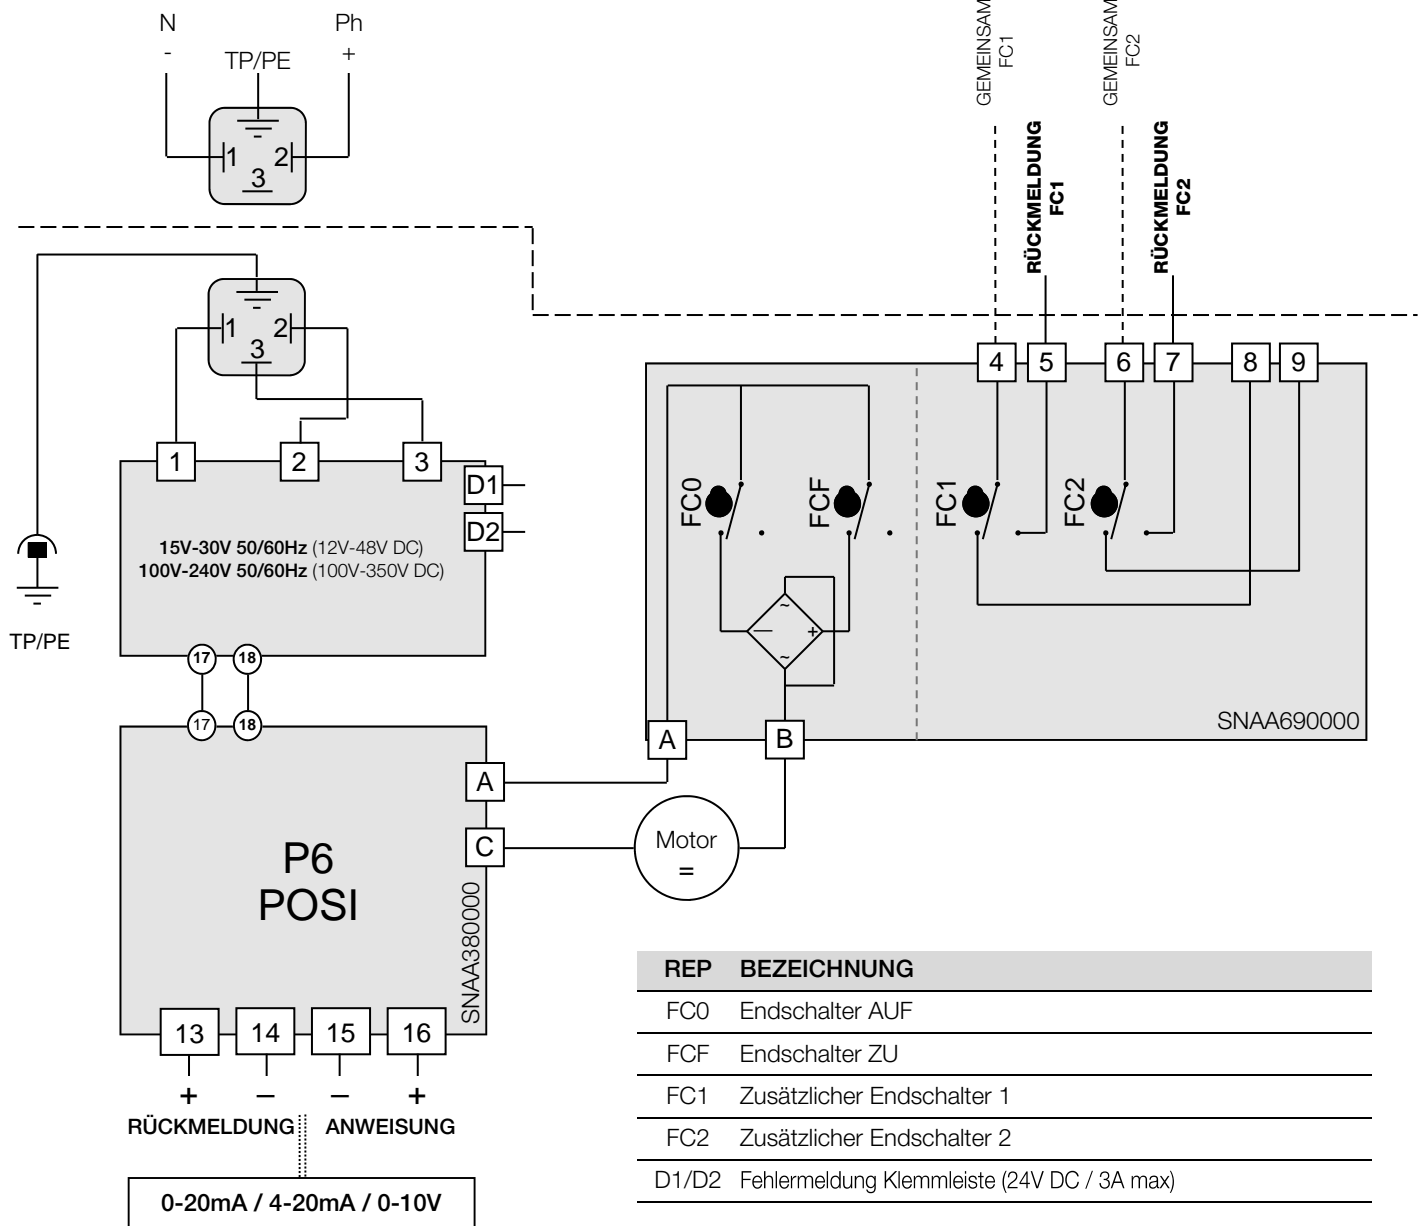 N
Ph
-
+
TP/PE
1
2
3
GEMEINSAM
FC1
RÜCKMELDUNG
FC1
GEMEINSAM
FC2
RÜCKMELDUNG
FC2
1
2
3
4
5
6
7
8
9
1
2
3
D1
D2
15V-30V 50/60Hz (12V-48V DC)
100V-240V 50/60Hz (100V-350V DC)
TP/PE
FC0
FCF
FC1
FC2
~
—
+
~
SNAA690000
17
18
17
18
A
B
A
C
Motor
=
P6
POSI
SNAA380000
13
14
15
16
+
–
–
+
RÜCKMELDUNG
ANWEISUNG
0-20mA / 4-20mA / 0-10V
REP BEZEICHNUNG
FC0 Endschalter AUF
FCF Endschalter ZU
FC1 Zusätzlicher Endschalter 1
FC2 Zusätzlicher Endschalter 2
D1/D2 Fehlermeldung Klemmleiste (24V DC / 3A max)